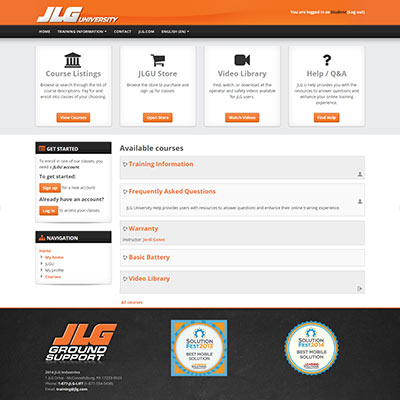 JLG UNIVERSITY
You are logged in as Student (Log out)
HOME TRAINING INFORMATION CONTACT JLG.COM ENGLISH (EN)
Course Listings
Browse or search through the list of
course descriptions. Pay for and
enroll into classes of your choosing.
View Courses
JLGU Store
Browse the store to purchase and
sign up for classes
Open Store
Video Library
Find, watch, or download all the
operator and safety videos available
for JLG users.
Watch Videos
Help / Q&A
JLG U help provides you with the
resources to answer questions and
enhance your online training
experience.
Find Help
GET STARTED
To enroll in one of our classes, you
need a JLGU account.
To get started:
Sign up for a new account.
Already have an account?
Log in to access your classes
NAVIGATION
Home
My home
JLGU
My profile
Courses
Available courses
Training Information
Frequently Asked Questions
JLG University Help provides users with resources to answer questions and enhance their online training experience.
Warranty
Instructor:
Basic Battery
Video Library
All courses
JLG
GROUND
SUPPORT
2014 JLG Industries
1 JLG Drive - McConnellsburg, PA 17233-9533
Phone: 1-877-JLG-LIFT (1-877-554-5438)
Email: training@jlg.com
SOLUTION
FEST 2013
BEST MOBILE
SOLUTION
SOLUTION
FEST 2014
BEST MOBILE
SOLUTION